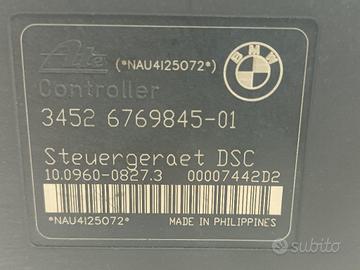 Ate (*NAU4125072*) BMW
Controller
3452 6769845-01
Steuergeraet DSC
10.0960-0827.3 00007442D2
*NAU4125072* MADE IN PHILIPPINES
subito